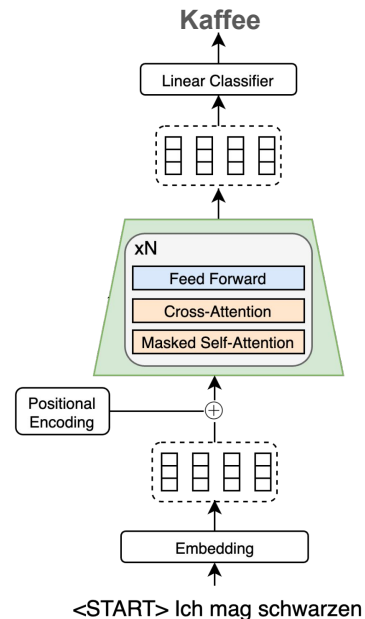 Kaffee
Linear Classifier
xN
Feed Forward
Cross-Attention
Masked Self-Attention
Positional
Encoding
Embedding
<START> Ich mag schwarzen